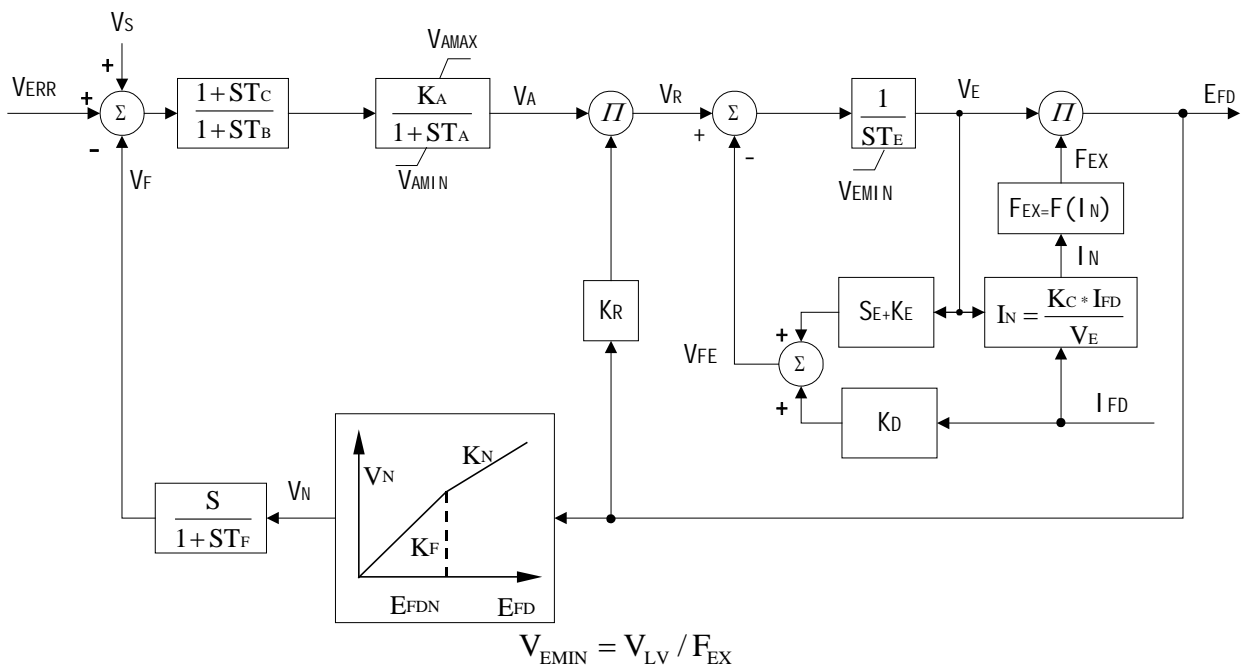 VS
+
VERR
+
Σ
-
VF
1+STC
1+STB
VAMAX
KA
1+STA
VAMIN
VA
Π
VR
+
Σ
-
1
STE
VEMIN
VE
Π
EFD
FEX
FEX=F(IN)
IN
KR
SE+KE
IN = KC * IFD
VE
VFE
+
Σ
+
KD
IFD
S
1+STF
VN
VN
KN
KF
EFDN
EFD
VEMIN = VLV / FEX